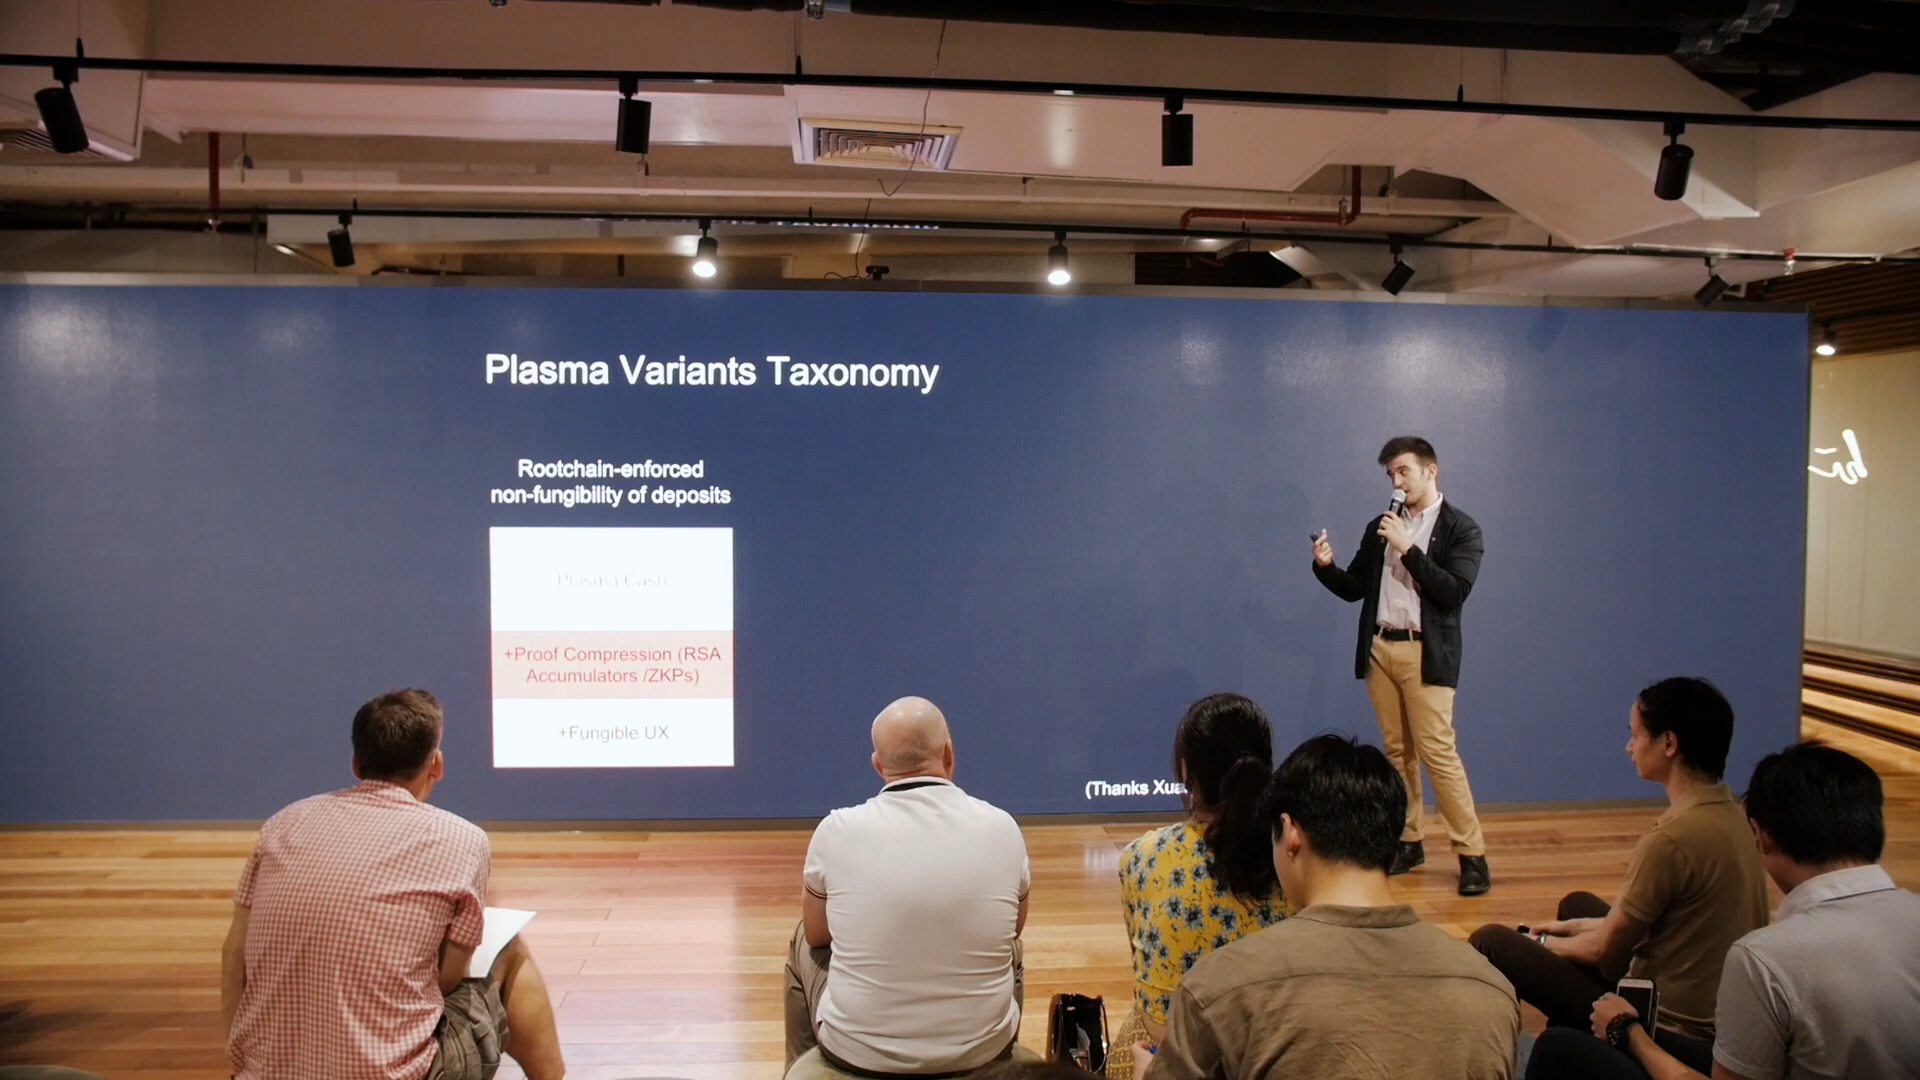 Plasma Variants Taxonomy
Rootchain-enforced
non-fungibility of deposits
Plasma Cash
+Proof Compression (RSA
Accumulators /ZKPs)
+Fungible UX
(Thanks